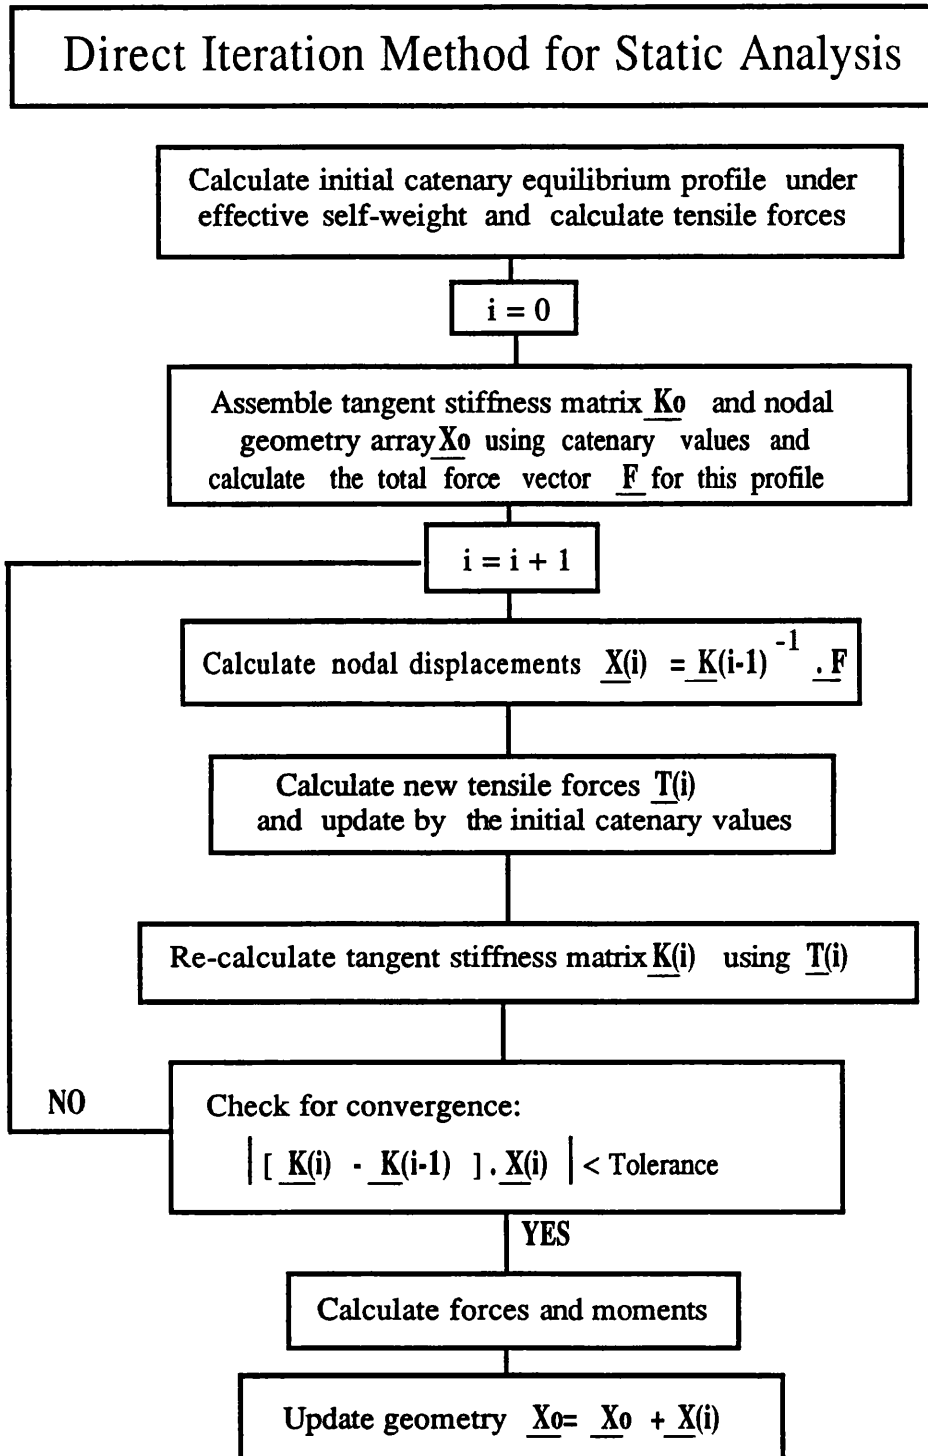 Direct Iteration Method for Static Analysis
Calculate initial catenary equilibrium profile under
effective self-weight and calculate tensile forces
i = 0
Assemble tangent stiffness matrix Ko and nodal
geometry array Xo using catenary values and
calculate the total force vector F for this profile
i = i + 1
Calculate nodal displacements X(i) = K(i-1)^-1 . F
Calculate new tensile forces T(i)
and update by the initial catenary values
Re-calculate tangent stiffness matrix K(i) using T(i)
NO
Check for convergence:
| [ K(i) - K(i-1) ] . X(i) | < Tolerance
YES
Calculate forces and moments
Update geometry Xo= Xo + X(i)